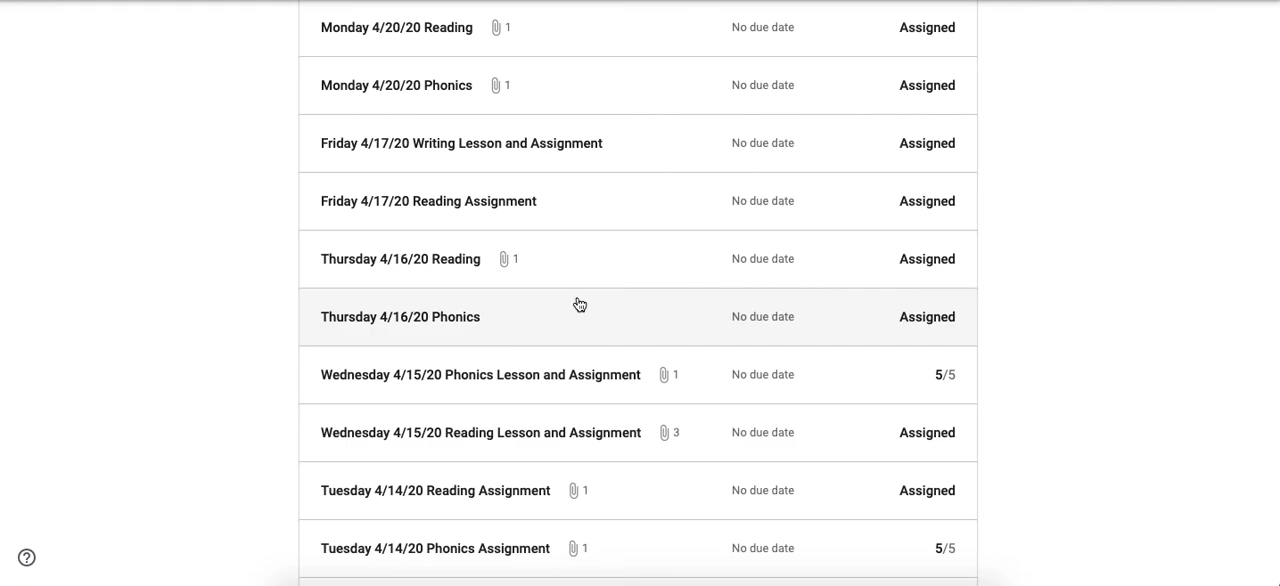 Monday 4/20/20 Reading 1 No due date Assigned
Monday 4/20/20 Phonics 1 No due date Assigned
Friday 4/17/20 Writing Lesson and Assignment No due date Assigned
Friday 4/17/20 Reading Assignment No due date Assigned
Thursday 4/16/20 Reading 1 No due date Assigned
Thursday 4/16/20 Phonics No due date Assigned
Wednesday 4/15/20 Phonics Lesson and Assignment 1 No due date 5/5
Wednesday 4/15/20 Reading Lesson and Assignment 3 No due date Assigned
Tuesday 4/14/20 Reading Assignment 1 No due date Assigned
Tuesday 4/14/20 Phonics Assignment 1 No due date 5/5
?